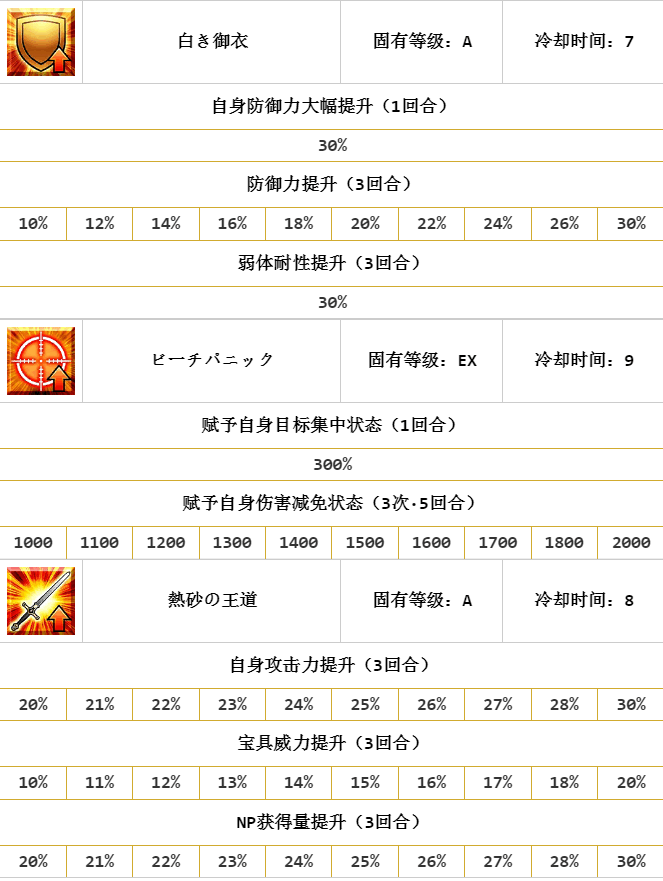 白き御衣 固有等级：A 冷却时间：7
自身防御力大幅提升（1回合）
30%
防御力提升（3回合）
10% 12% 14% 16% 18% 20% 22% 24% 26% 30%
弱体耐性提升（3回合）
30%
ビーチパニック 固有等级：EX 冷却时间：9
赋予自身目标集中状态（1回合）
300%
赋予自身伤害减免状态（3次·5回合）
1000 1100 1200 1300 1400 1500 1600 1700 1800 2000
熱砂の王道 固有等级：A 冷却时间：8
自身攻击力提升（3回合）
20% 21% 22% 23% 24% 25% 26% 27% 28% 30%
宝具威力提升（3回合）
10% 11% 12% 13% 14% 15% 16% 17% 18% 20%
NP获得量提升（3回合）
20% 21% 22% 23% 24% 25% 26% 27% 28% 30%